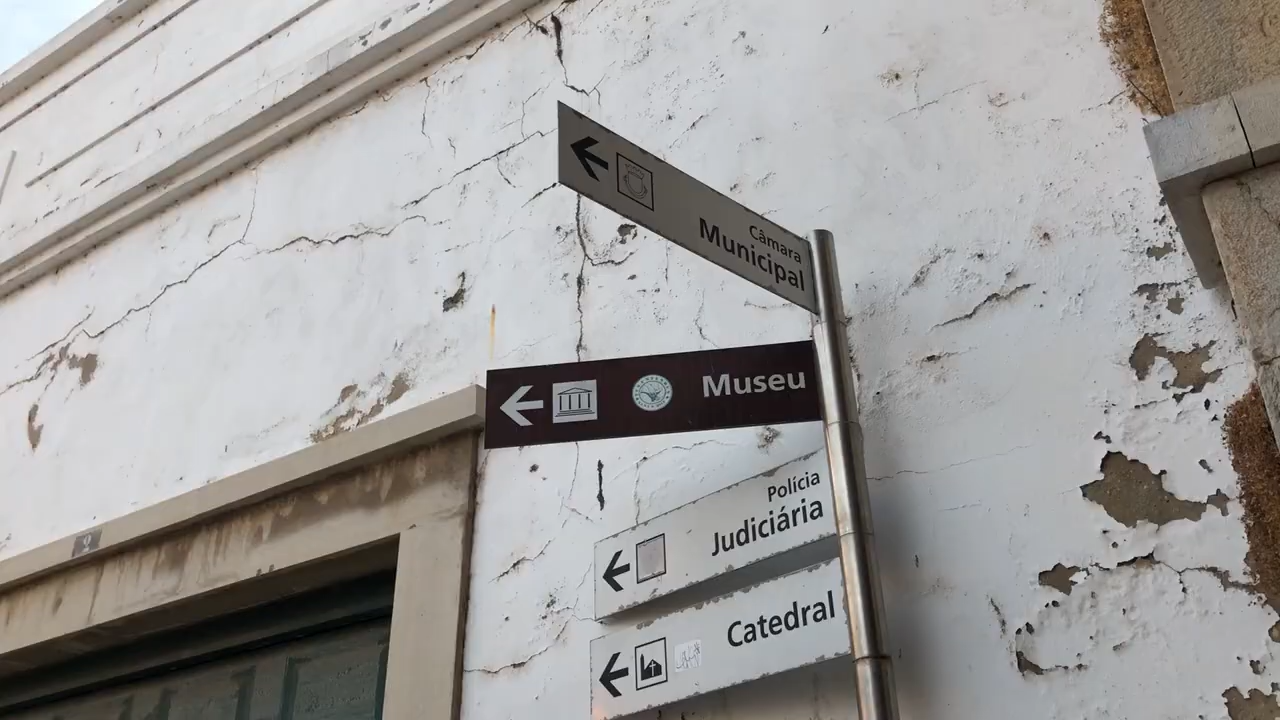 Câmara
Municipal
Museu
Polícia
Judiciária
Catedral